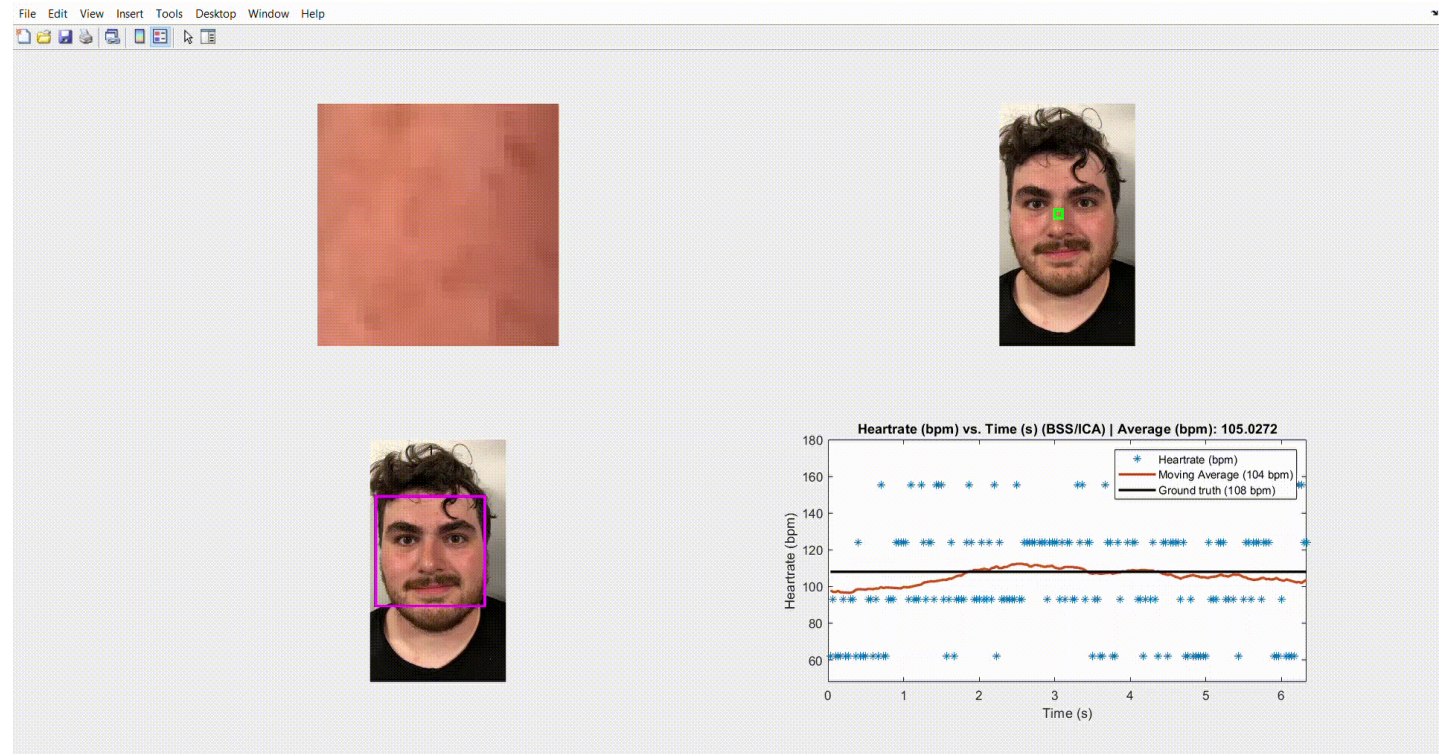 File Edit View Insert Tools Desktop Window Help
Heartrate (bpm) vs. Time (s) (BSS/ICA) | Average (bpm): 105.0272
Heartrate (bpm)
Moving Average (104 bpm)
Ground truth (108 bpm)
180
160
140
120
100
80
60
Heartrate (bpm)
0 1 2 3 4 5 6
Time (s)